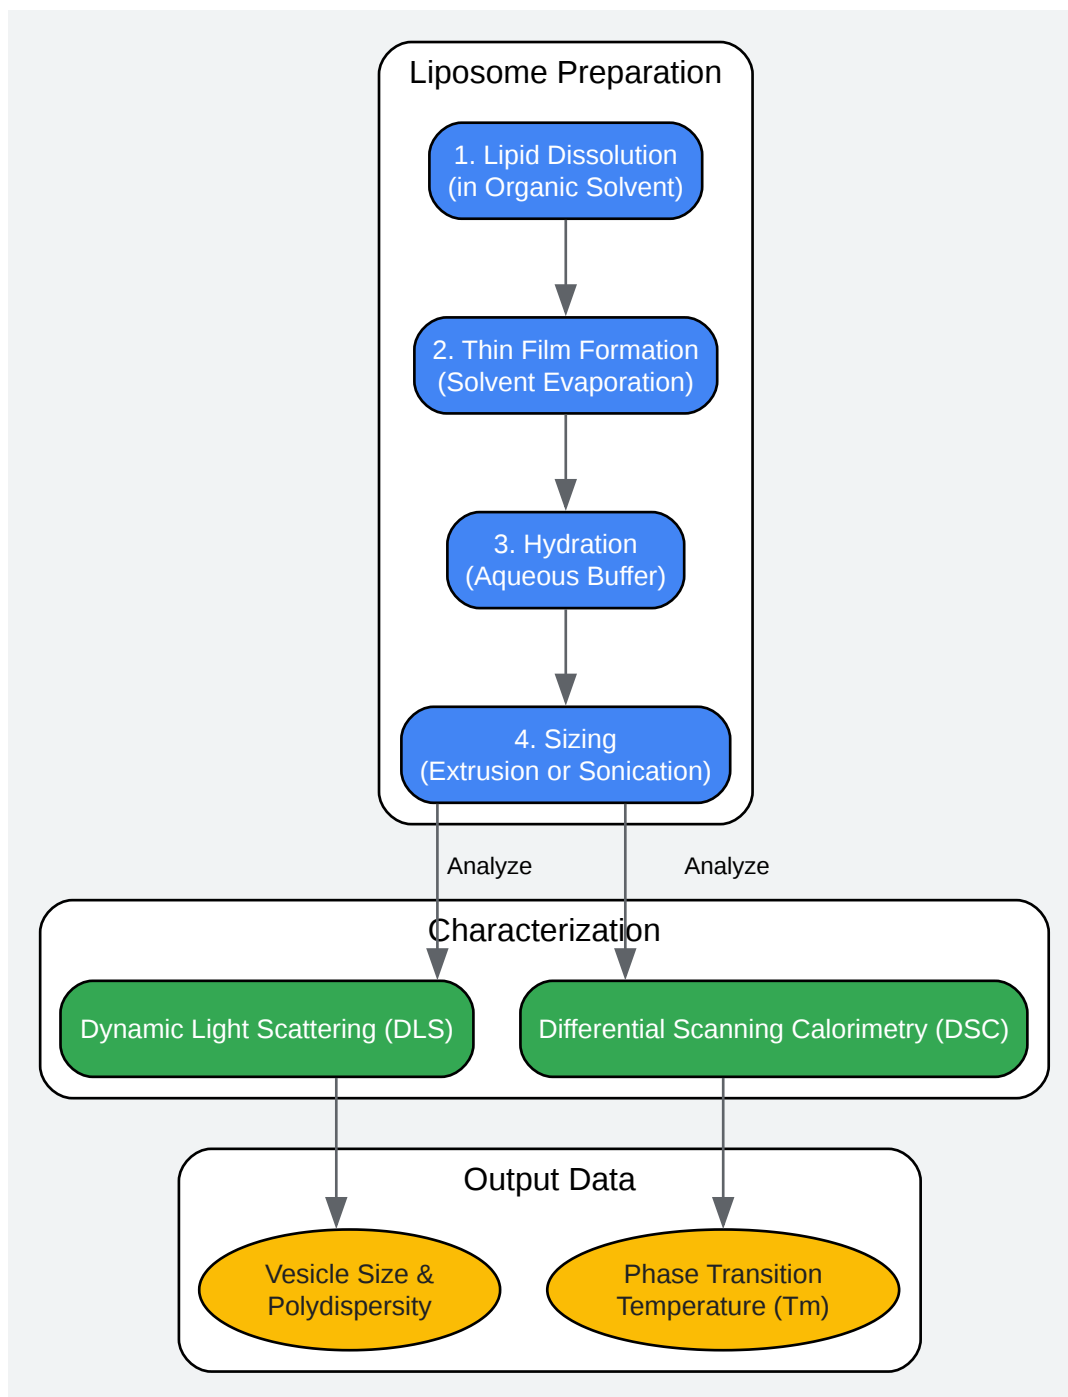 Liposome Preparation
1. Lipid Dissolution
(in Organic Solvent)
2. Thin Film Formation
(Solvent Evaporation)
3. Hydration
(Aqueous Buffer)
4. Sizing
(Extrusion or Sonication)
Analyze
Analyze
Characterization
Dynamic Light Scattering (DLS)
Differential Scanning Calorimetry (DSC)
Output Data
Vesicle Size &
Polydispersity
Phase Transition
Temperature (Tm)